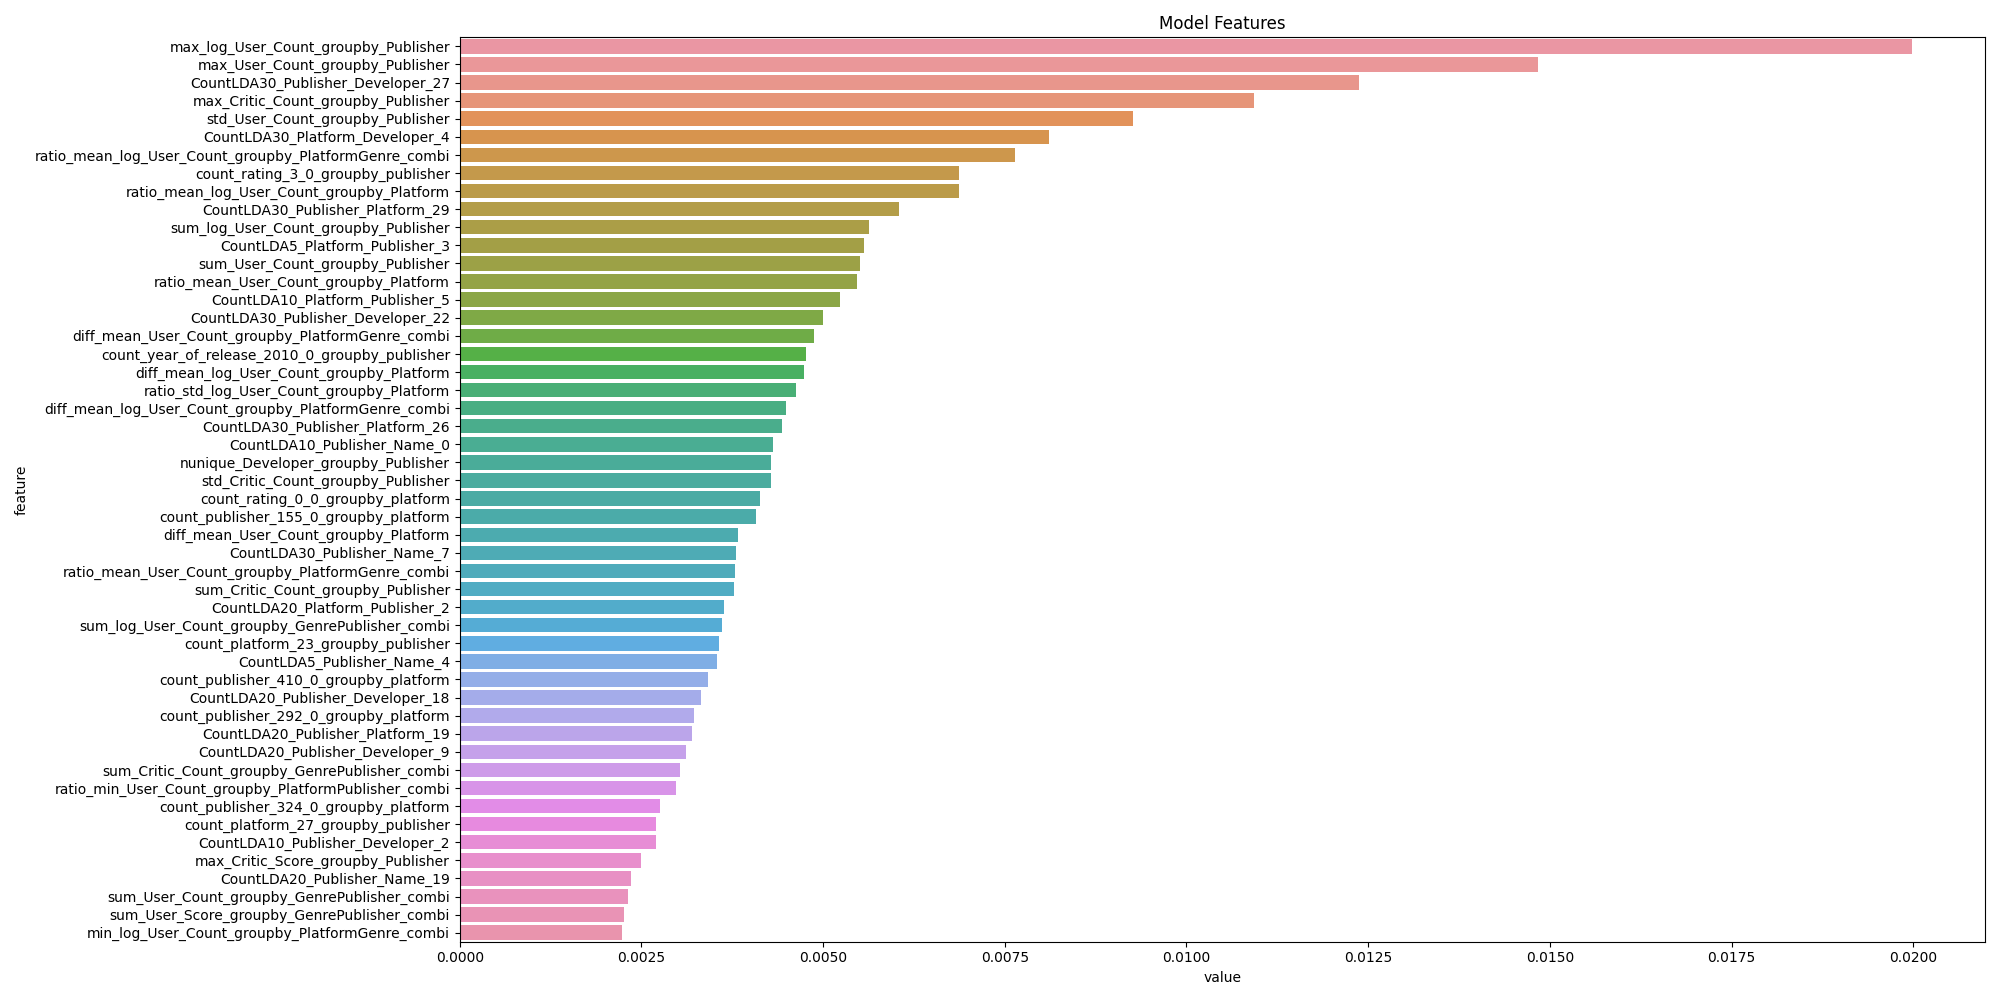 Model Features
feature
max_log_User_Count_groupby_Publisher
max_User_Count_groupby_Publisher
CountLDA30_Publisher_Developer_27
max_Critic_Count_groupby_Publisher
std_User_Count_groupby_Publisher
CountLDA30_Platform_Developer_4
ratio_mean_log_User_Count_groupby_PlatformGenre_combi
count_rating_3_0_groupby_publisher
ratio_mean_log_User_Count_groupby_Platform
CountLDA30_Publisher_Platform_29
sum_log_User_Count_groupby_Publisher
CountLDA5_Platform_Publisher_3
sum_User_Count_groupby_Publisher
ratio_mean_User_Count_groupby_Platform
CountLDA10_Platform_Publisher_5
CountLDA30_Publisher_Developer_22
diff_mean_User_Count_groupby_PlatformGenre_combi
count_year_of_release_2010_0_groupby_publisher
diff_mean_log_User_Count_groupby_Platform
ratio_std_log_User_Count_groupby_Platform
diff_mean_log_User_Count_groupby_PlatformGenre_combi
CountLDA30_Publisher_Platform_26
CountLDA10_Publisher_Name_0
nunique_Developer_groupby_Publisher
std_Critic_Count_groupby_Publisher
count_rating_0_0_groupby_platform
count_publisher_155_0_groupby_platform
diff_mean_User_Count_groupby_Platform
CountLDA30_Publisher_Name_7
ratio_mean_User_Count_groupby_PlatformGenre_combi
sum_Critic_Count_groupby_Publisher
CountLDA20_Platform_Publisher_2
sum_log_User_Count_groupby_GenrePublisher_combi
count_platform_23_groupby_publisher
CountLDA5_Publisher_Name_4
count_publisher_410_0_groupby_platform
CountLDA20_Publisher_Developer_18
count_publisher_292_0_groupby_platform
CountLDA20_Publisher_Platform_19
CountLDA20_Publisher_Developer_9
sum_Critic_Count_groupby_GenrePublisher_combi
ratio_min_User_Count_groupby_PlatformPublisher_combi
count_publisher_324_0_groupby_platform
count_platform_27_groupby_publisher
CountLDA10_Publisher_Developer_2
max_Critic_Score_groupby_Publisher
CountLDA20_Publisher_Name_19
sum_User_Count_groupby_GenrePublisher_combi
sum_User_Score_groupby_GenrePublisher_combi
min_log_User_Count_groupby_PlatformGenre_combi
0.0000 0.0025 0.0050 0.0075 0.0100 0.0125 0.0150 0.0175 0.0200
value